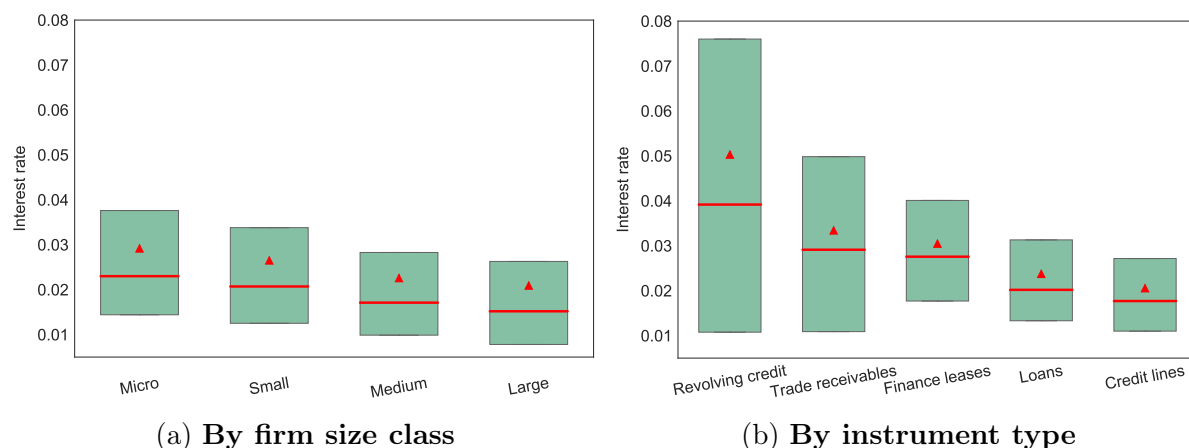 Interest rate
0.08
0.07
0.06
0.05
0.04
0.03
0.02
0.01
Micro
Small
Medium
Large
(a) By firm size class
Interest rate
0.08
0.07
0.06
0.05
0.04
0.03
0.02
0.01
Revolving credit
Trade receivables
Finance leases
Loans
Credit lines
(b) By instrument type